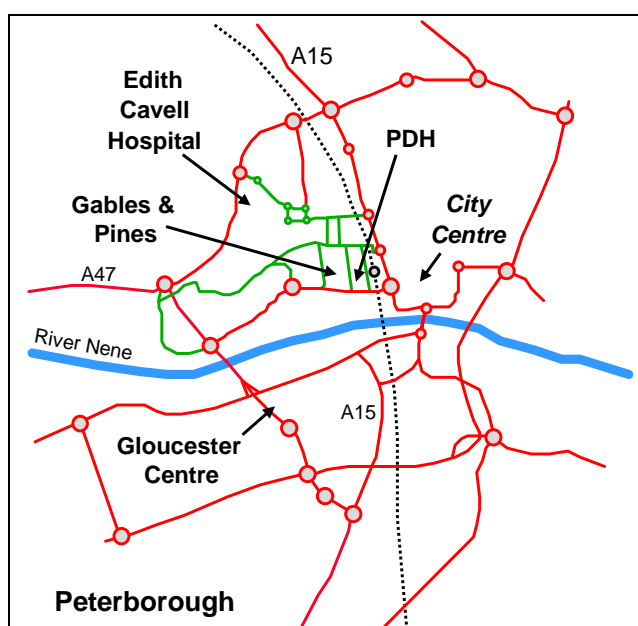 A15
Edith
Cavell
Hospital
PDH
Gables &
Pines
City
Centre
A47
River Nene
A15
Gloucester
Centre
Peterborough